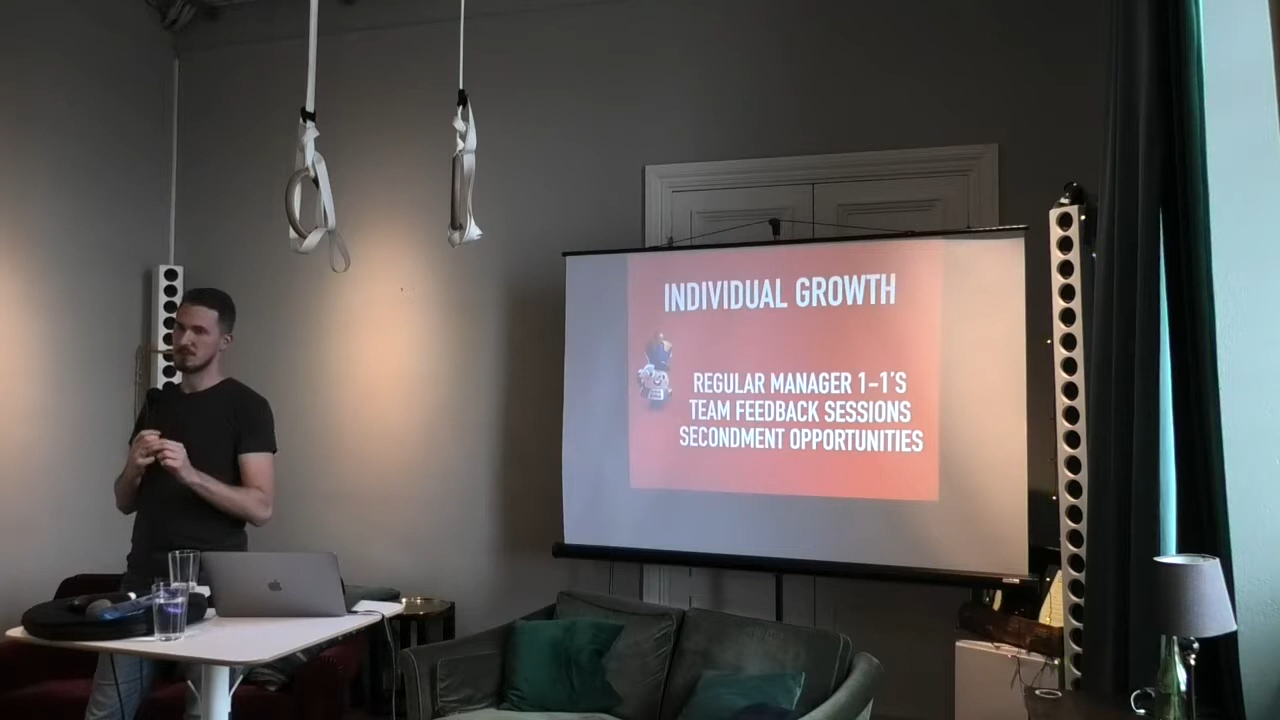 INDIVIDUAL GROWTH
REGULAR MANAGER 1-1'S
TEAM FEEDBACK SESSIONS
SECONDMENT OPPORTUNITIES